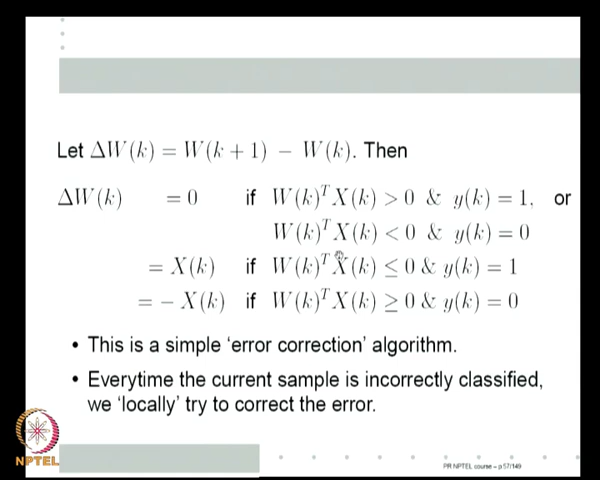 Let ΔW(k) = W(k + 1) − W(k). Then
ΔW(k) = 0 if W(k)^T X(k) > 0 & y(k) = 1, or
W(k)^T X(k) < 0 & y(k) = 0
= X(k) if W(k)^T X(k) ≤ 0 & y(k) = 1
= − X(k) if W(k)^T X(k) ≥ 0 & y(k) = 0
• This is a simple ‘error correction’ algorithm.
• Everytime the current sample is incorrectly classified,
we ‘locally’ try to correct the error.
NPTEL
PR NPTEL course – p.57/149